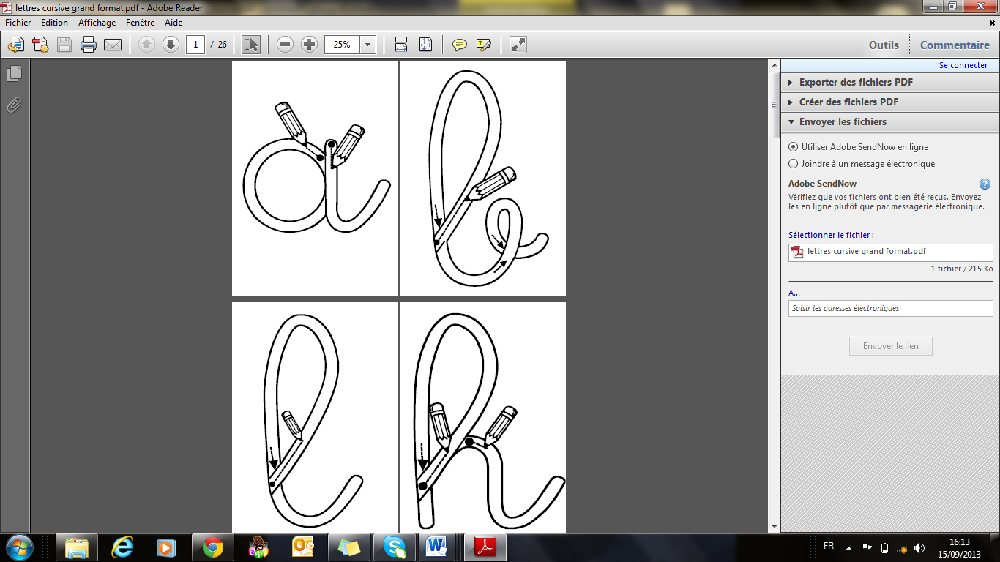 lettres cursive grand format.pdf - Adobe Reader
Fichier Edition Affichage Fenêtre Aide
1 / 26 25% Outils Commentaire
Se connecter
Exporter des fichiers PDF
Créer des fichiers PDF
Envoyer les fichiers
Utiliser Adobe SendNow en ligne
Joindre à un message électronique
Adobe SendNow
Vérifiez que vos fichiers ont bien été reçus. Envoyez-
les en ligne plutôt que par messagerie électronique.
Sélectionner le fichier :
lettres cursive grand format.pdf
1 fichier / 215 Ko
A...
Saisir les adresses électroniques
Envoyer le lien
a b
l h
FR 16:13
15/09/2013